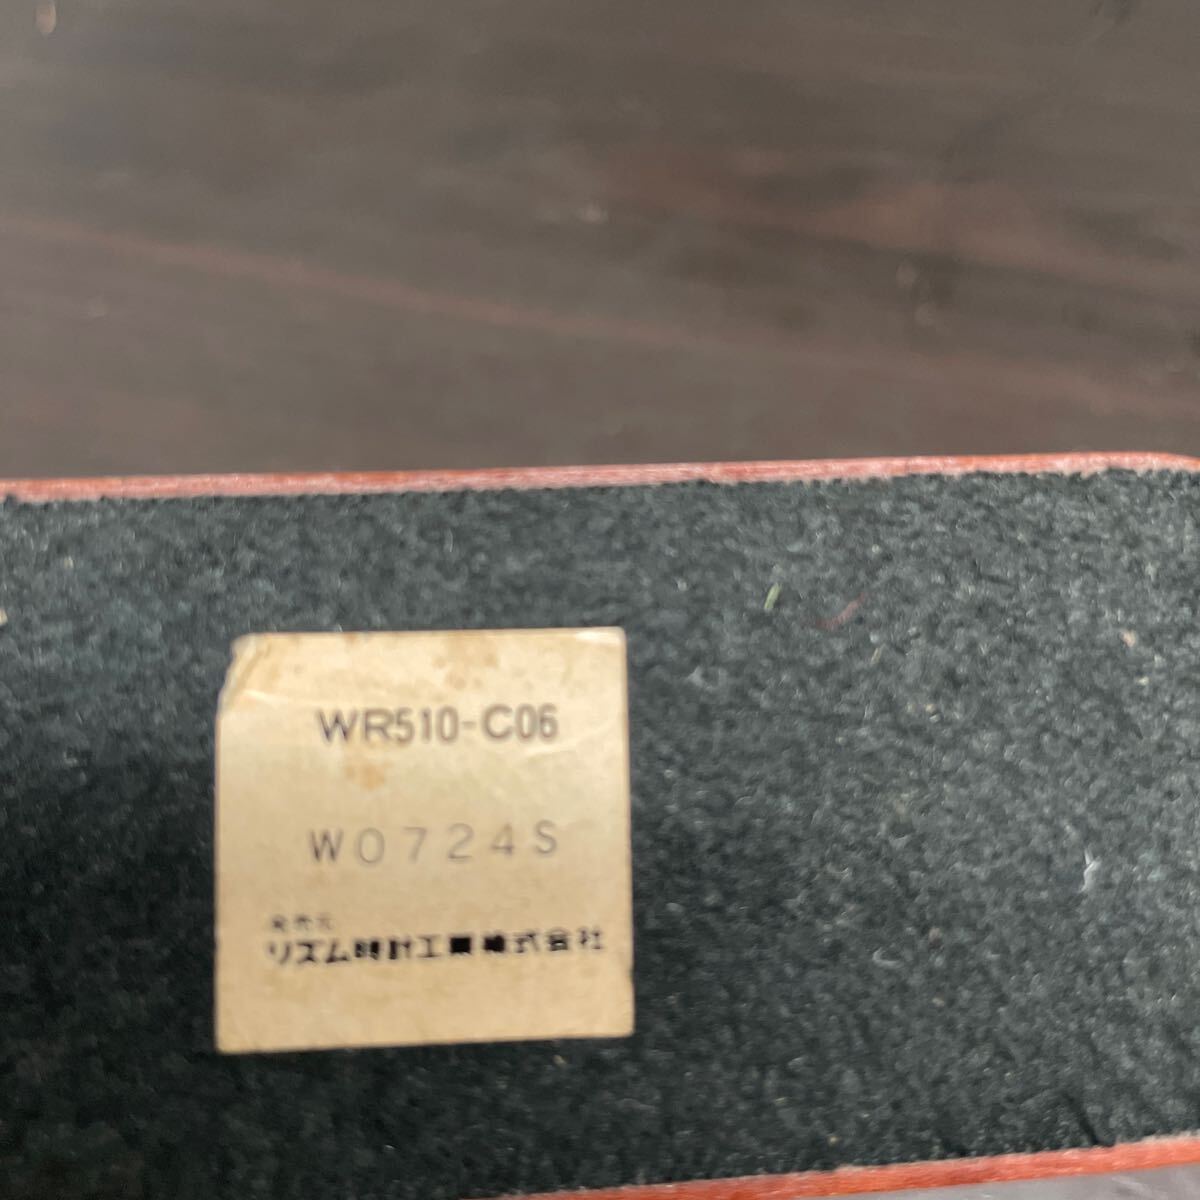 WR510-C06
W0724S
発売元
リズム時計工業株式会社